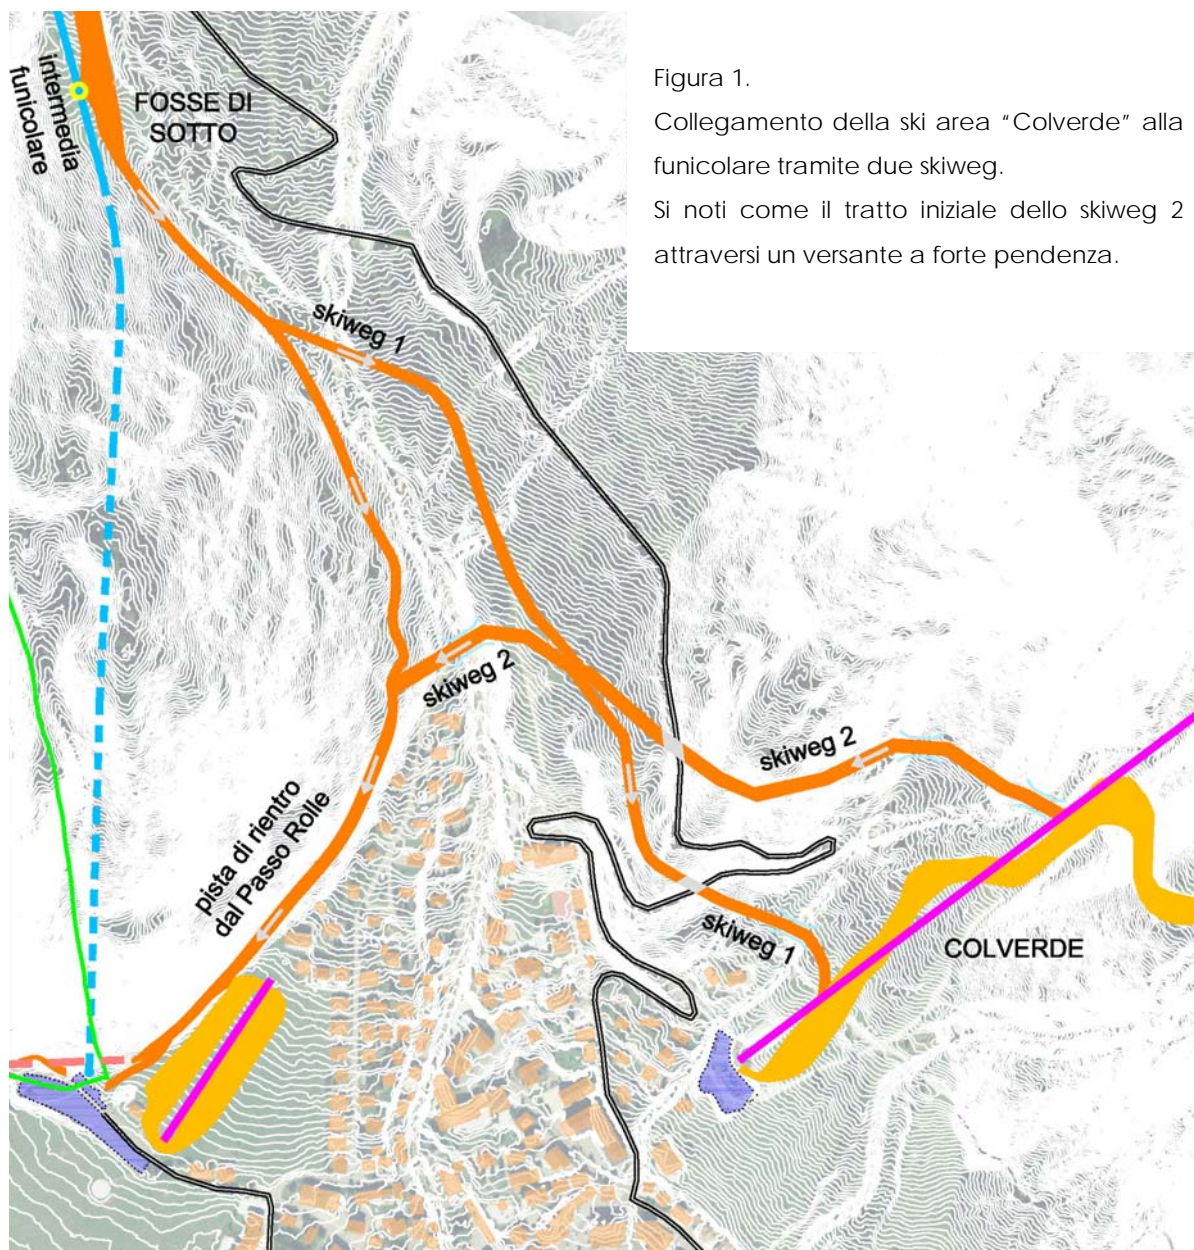 Figura 1.
Collegamento della ski area “Colverde” alla
funicolare tramite due skiweg.
Si noti come il tratto iniziale dello skiweg 2
attraversi un versante a forte pendenza.
intermedia
funicolare
FOSSE DI
SOTTO
skiweg 1
skiweg 2
skiweg 2
pista di rientro
dal Passo Rolle
skiweg 1
COLVERDE